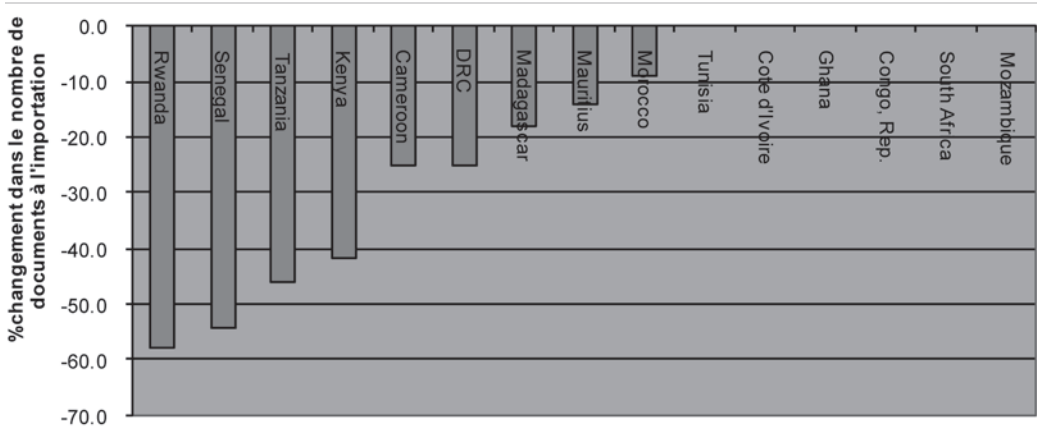 %changement dans le nombre de
documents à l'importation
0.0
-10.0
-20.0
-30.0
-40.0
-50.0
-60.0
-70.0
Rwanda
Senegal
Tanzania
Kenya
Cameroon
DRC
Madagascar
Mauritius
Morocco
Tunisia
Cote d'Ivoire
Ghana
Congo, Rep.
South Africa
Mozambique